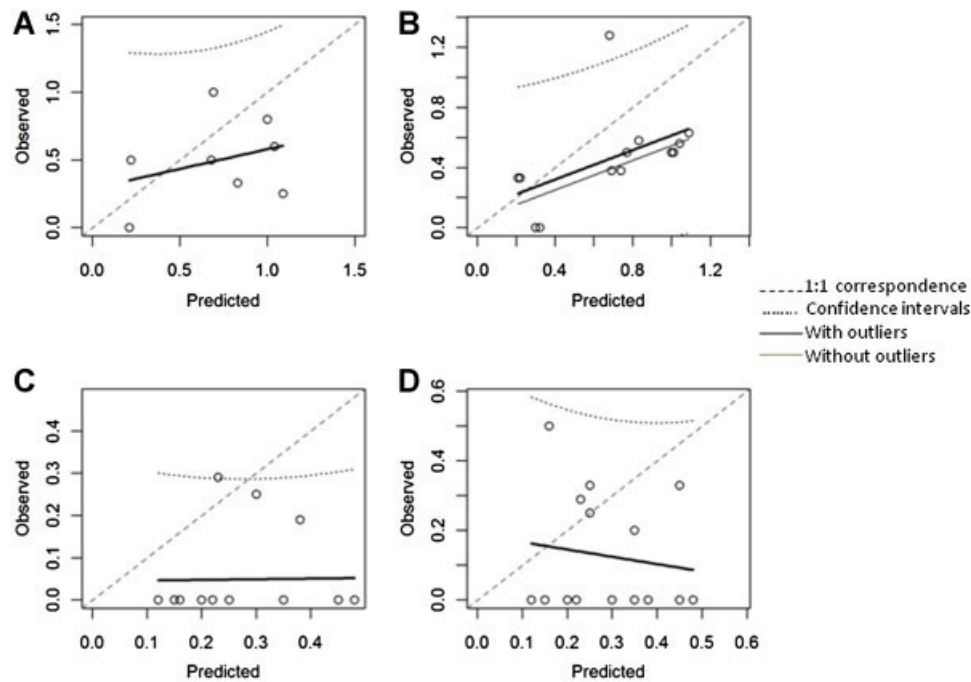 A
Observed
0.0 0.5 1.0 1.5
0.0 0.5 1.0 1.5
Predicted
B
Observed
0.0 0.4 0.8 1.2
0.0 0.4 0.8 1.2
Predicted
1:1 correspondence
Confidence intervals
With outliers
Without outliers
C
Observed
0.0 0.1 0.2 0.3 0.4
0.0 0.1 0.2 0.3 0.4
Predicted
D
Observed
0.0 0.2 0.4 0.6
0.0 0.1 0.2 0.3 0.4 0.5 0.6
Predicted